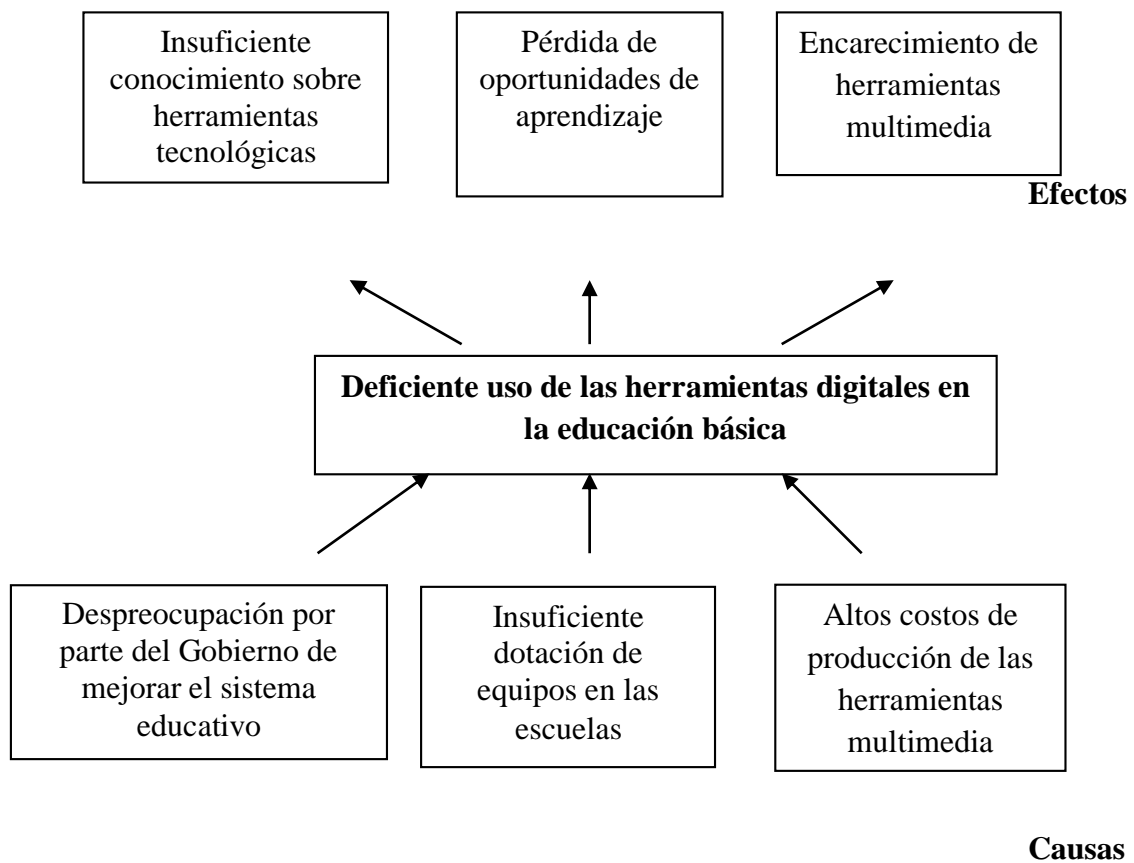 Insuficiente
conocimiento sobre
herramientas
tecnológicas
Pérdida de
oportunidades de
aprendizaje
Encarecimiento de
herramientas
multimedia
Efectos
Deficiente uso de las herramientas digitales en
la educación básica
Despreocupación por
parte del Gobierno de
mejorar el sistema
educativo
Insuficiente
dotación de
equipos en las
escuelas
Altos costos de
producción de las
herramientas
multimedia
Causas